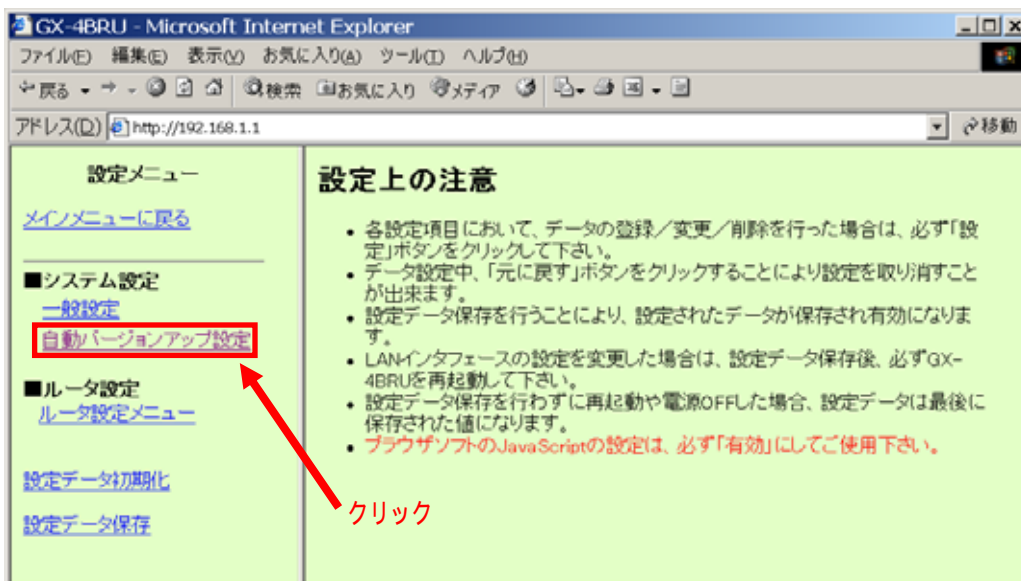 GX-4BRU - Microsoft Internet Explorer
ファイル(E) 編集(E) 表示(V) お気に入り(A) ツール(T) ヘルプ(H)
戻る 検索 お気に入り メディア
アドレス(D) http://192.168.1.1 移動
設定メニュー
メインメニューに戻る
■システム設定
一般設定
自動バージョンアップ設定
■ルータ設定
ルータ設定メニュー
設定データ初期化
設定データ保存
設定上の注意
• 各設定項目において、データの登録／変更／削除を行った場合は、必ず「設
定」ボタンをクリックして下さい。
• データ設定中、「元に戻す」ボタンをクリックすることにより設定を取り消すこと
が出来ます。
• 設定データ保存を行うことにより、設定されたデータが保存され有効になりま
す。
• LANインタフェースの設定を変更した場合は、設定データ保存後、必ずGX-
4BRUを再起動して下さい。
• 設定データ保存を行わずに再起動や電源OFFした場合、設定データは最後に
保存された値になります。
• ブラウザソフトのJavaScriptの設定は、必ず「有効」にしてご使用下さい。
クリック